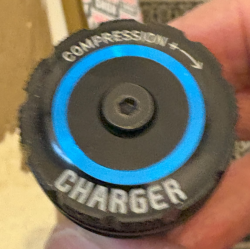 COMPRESSION +
CHARGER